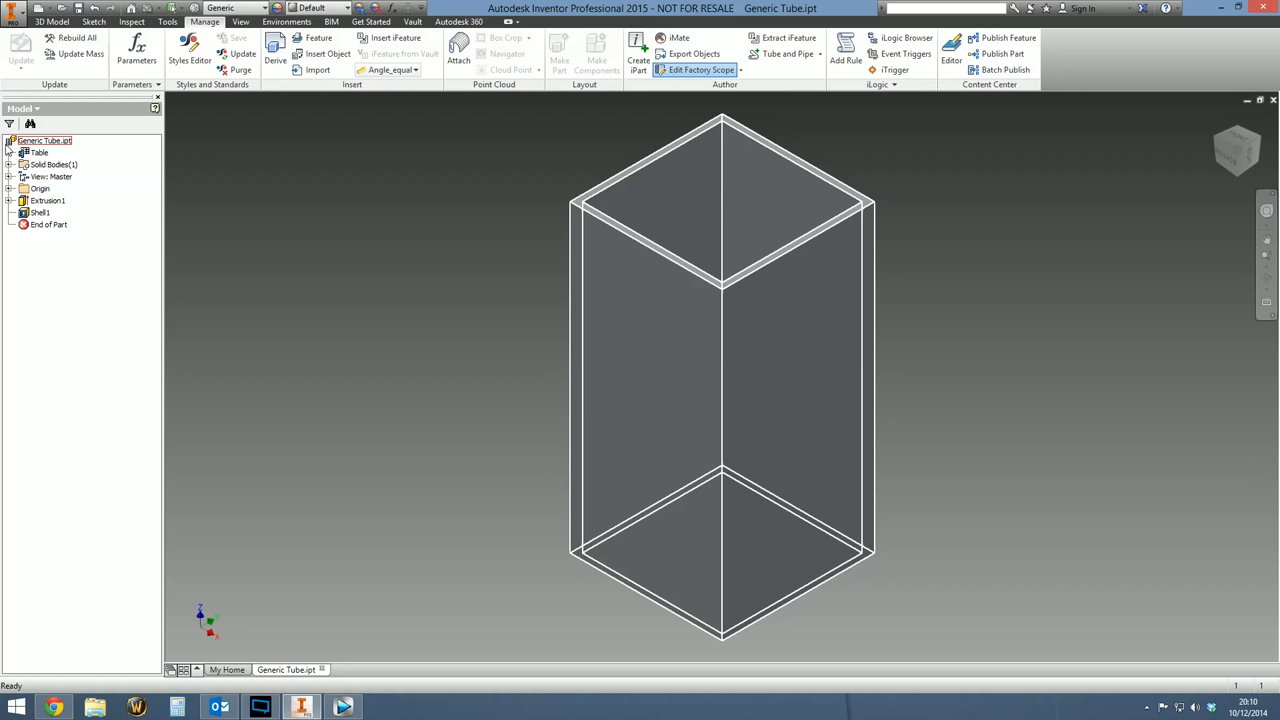 Autodesk Inventor Professional 2015 - NOT FOR RESALE Generic Tube.ipt
Generic
Default
Sign In
PRO
3D Model Sketch Inspect Tools Manage View Environments BIM Get Started Vault Autodesk 360
Update
Rebuild All
Update Mass
Update
Parameters
Parameters
Styles Editor
Save
Update
Purge
Styles and Standards
Derive
Feature
Insert Object
Import
Insert iFeature
iFeature from Vault
Angle_equal
Insert
Attach
Box Crop
Navigator
Cloud Point
Point Cloud
Make Part
Make Components
Layout
Create iPart
iMate
Export Objects
Edit Factory Scope
Extract iFeature
Tube and Pipe
Author
Add Rule
iLogic Browser
Event Triggers
iTrigger
iLogic
Editor
Publish Feature
Publish Part
Batch Publish
Content Center
Model
Generic Tube.ipt
Table
Solid Bodies(1)
View: Master
Origin
Extrusion1
Shell1
End of Part
Z
X
My Home
Generic Tube.ipt
Ready
1 1
20:10
10/12/2014